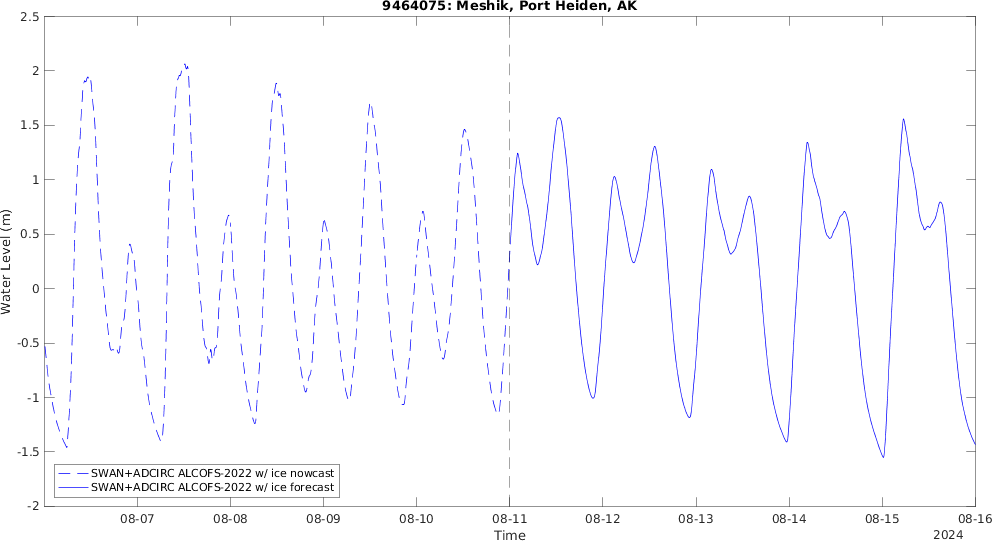 9464075: Meshik, Port Heiden, AK
Water Level (m)
2.5
2
1.5
1
0.5
0
-0.5
-1
-1.5
-2
SWAN+ADCIRC ALCOFS-2022 w/ ice nowcast
SWAN+ADCIRC ALCOFS-2022 w/ ice forecast
08-07 08-08 08-09 08-10 08-11 08-12 08-13 08-14 08-15 08-16
Time
2024